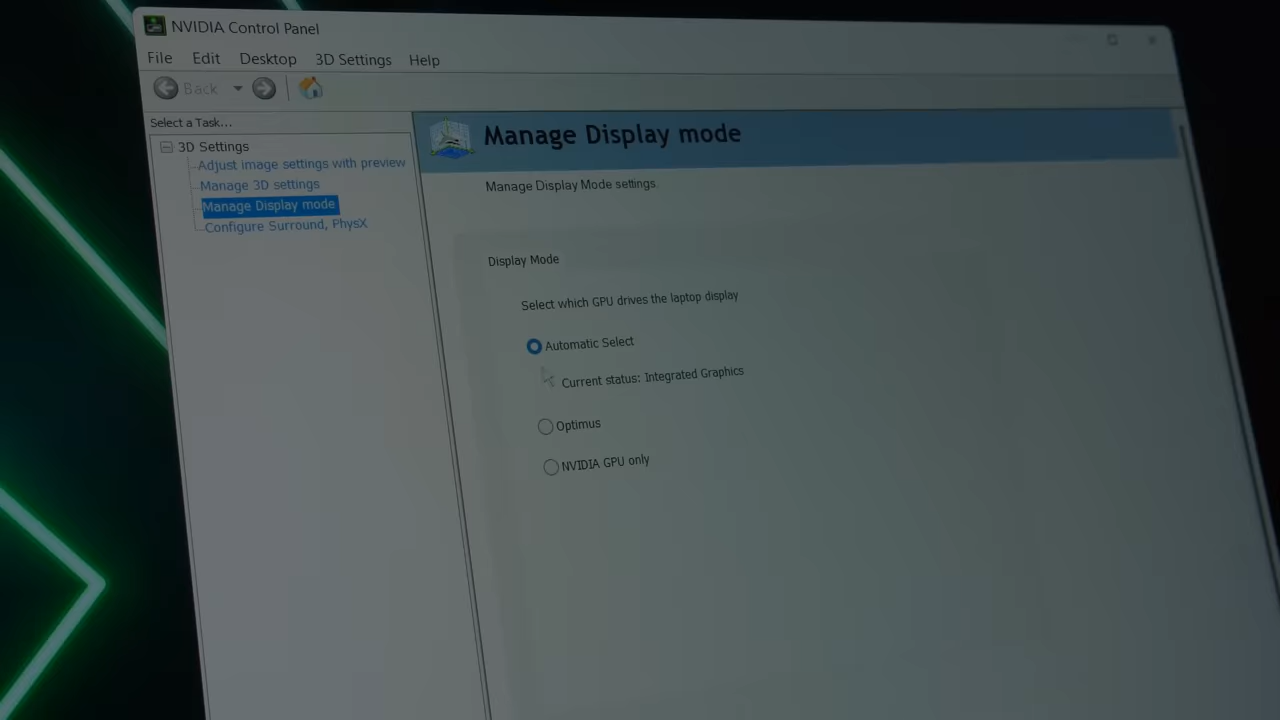 NVIDIA Control Panel
File Edit Desktop 3D Settings Help
Back
Select a Task...
3D Settings
Adjust image settings with preview
Manage 3D settings
Manage Display mode
Configure Surround, PhysX
Manage Display mode
Manage Display Mode settings.
Display Mode
Select which GPU drives the laptop display
Automatic Select
Current status: Integrated Graphics
Optimus
NVIDIA GPU only